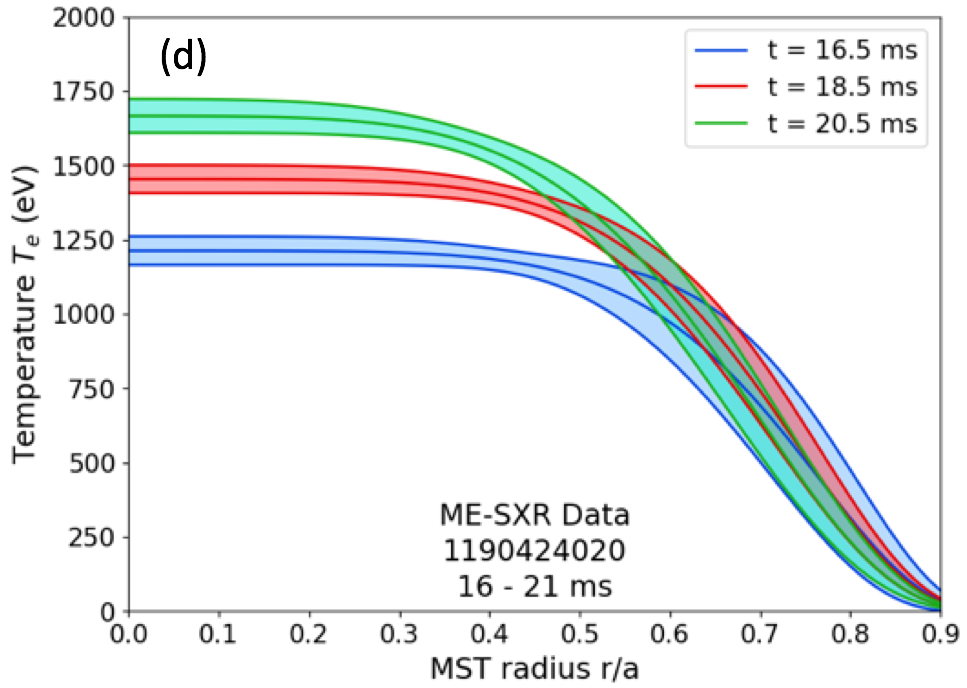 (d)
t = 16.5 ms
t = 18.5 ms
t = 20.5 ms
2000
1750
1500
1250
1000
750
500
250
0
Temperature Te (eV)
ME-SXR Data
1190424020
16 - 21 ms
0.0 0.1 0.2 0.3 0.4 0.5 0.6 0.7 0.8 0.9
MST radius r/a